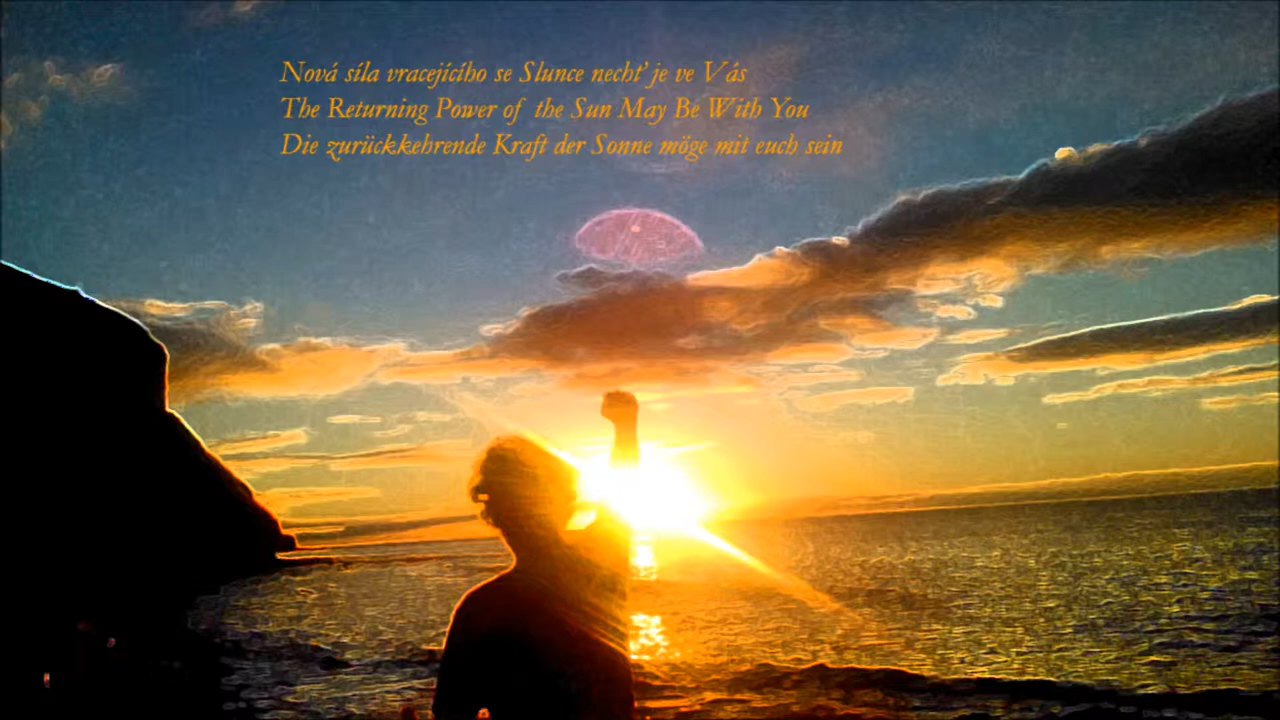 Nová síla vracejícího se Slunce nechť je ve Vás
The Returning Power of the Sun May Be With You
Die zurückkehrende Kraft der Sonne möge mit euch sein